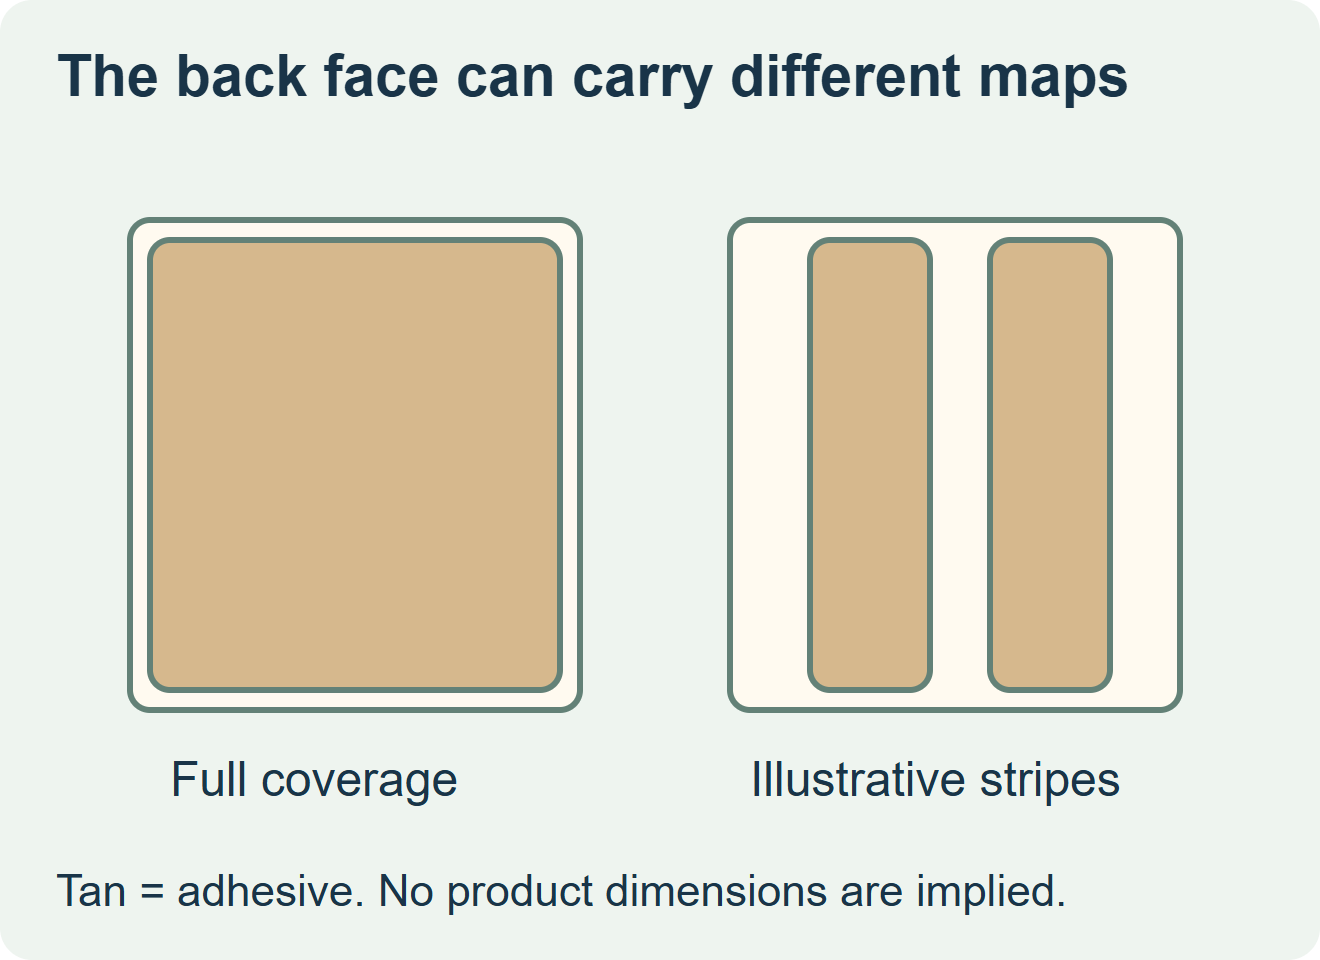 The back face can carry different maps
Full coverage
Illustrative stripes
Tan = adhesive. No product dimensions are implied.